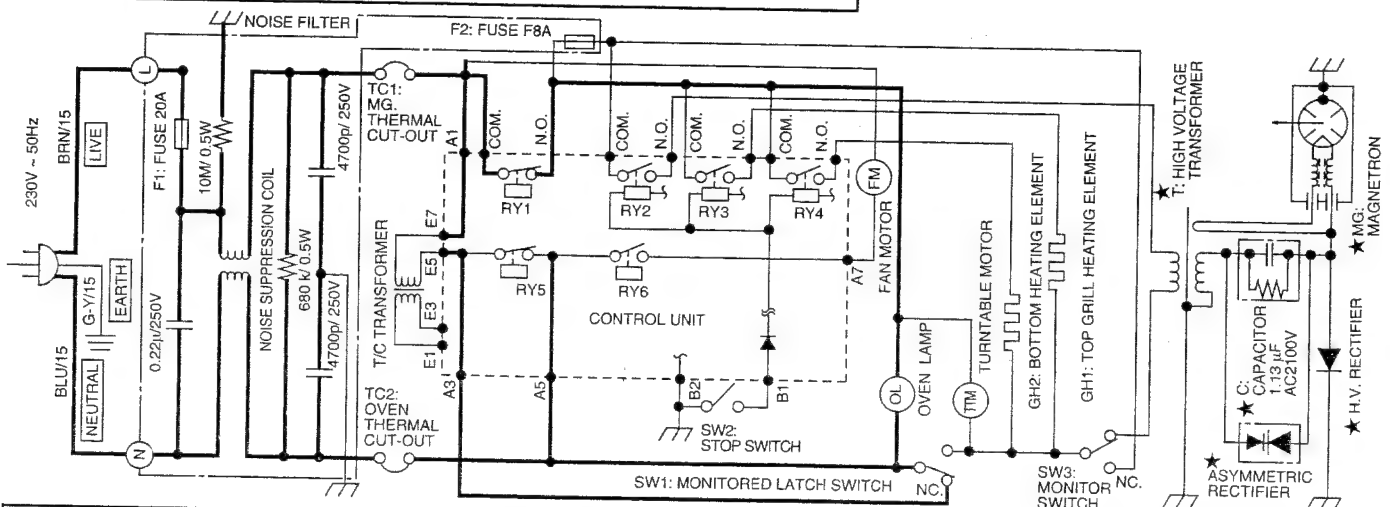 NOISE FILTER
F2: FUSE F8A
230V ~ 50Hz
BRN/15
LIVE
L
F1: FUSE 20A
10M/ 0.5W
G-Y/15
EARTH
BLU/15
NEUTRAL
N
0.22µ/250V
NOISE SUPPRESSION COIL
680 k/ 0.5W
4700p/ 250V
4700p/ 250V
TC1:
MG.
THERMAL
CUT-OUT
TC2:
OVEN
THERMAL
CUT-OUT
T/C TRANSFORMER
A1
E7
E5
E3
E1
A3
A5
COM.
N.O.
COM.
N.O.
COM.
N.O.
COM.
N.O.
RY1
RY2
RY3
RY4
RY5
RY6
CONTROL UNIT
A7
B2
B1
SW2:
STOP SWITCH
FM
FAN MOTOR
OL
OVEN LAMP
TTM
TURNTABLE MOTOR
GH2: BOTTOM HEATING ELEMENT
GH1: TOP GRILL HEATING ELEMENT
SW1: MONITORED LATCH SWITCH
NC.
SW3:
MONITOR
SWITCH
NC.
★ T: HIGH VOLTAGE
TRANSFORMER
★ MG:
MAGNETRON
★ C:
CAPACITOR
1.13 µF
AC2100V
★ H.V. RECTIFIER
★ ASYMMETRIC
RECTIFIER